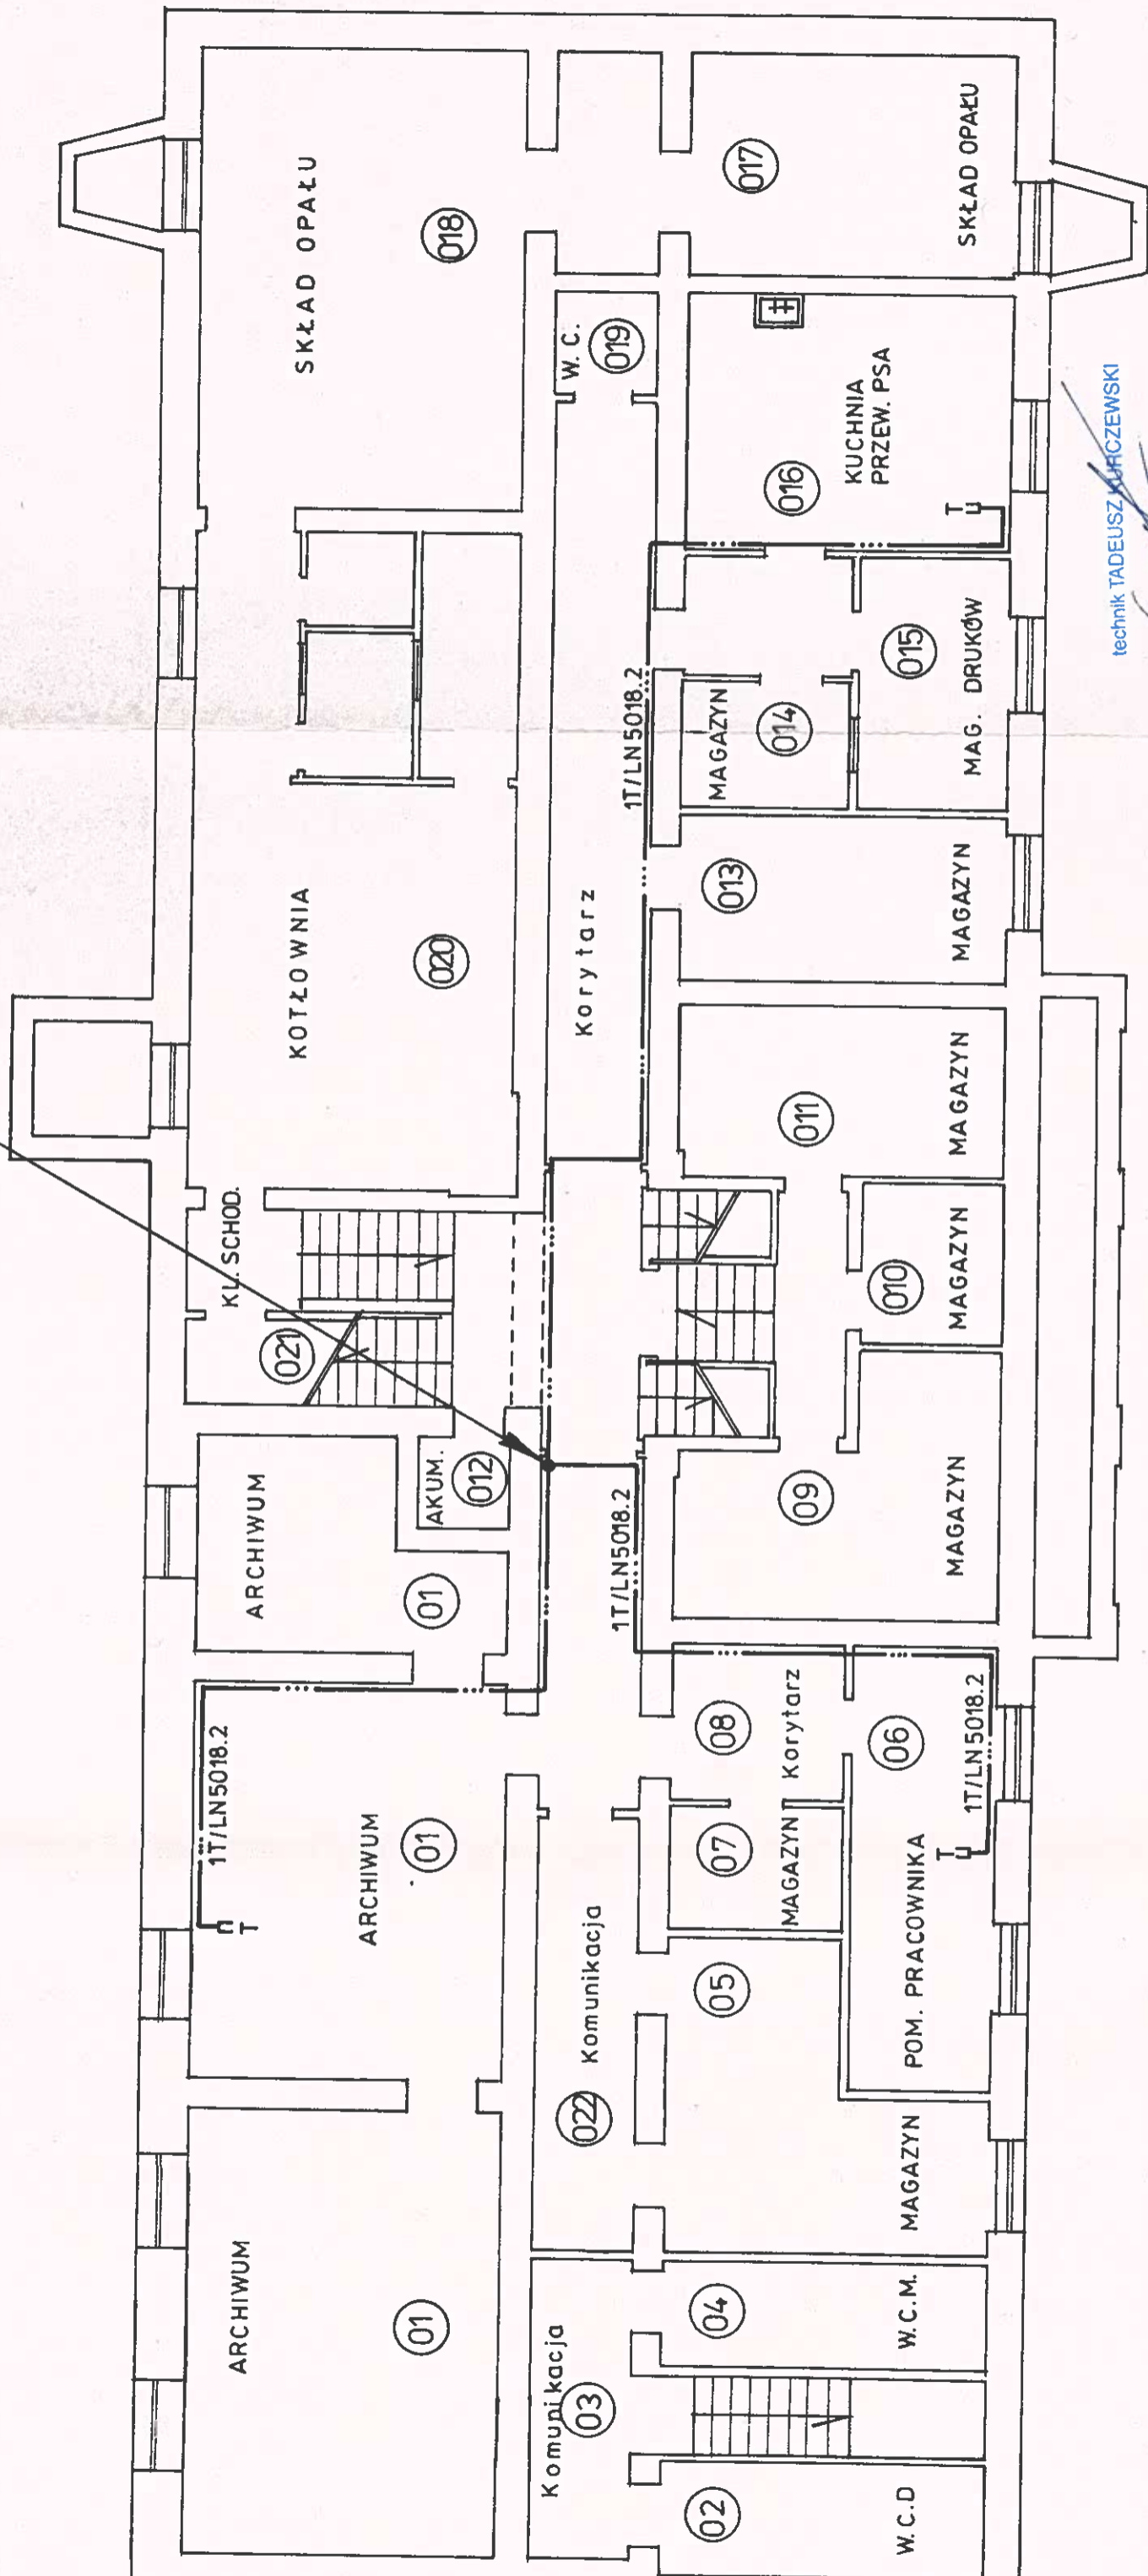 ARCHIWUM
01
ARCHIWUM
01
1T/LN5018.2
T
ARCHIWUM
01
AKUM.
012
KL. SCHOD.
021
KOTŁOWNIA
020
SKŁAD OPAŁU
018
Komunikacja
03
022
Komunikacja
1T/LN5018.2
Korytarz
1T/LN5018.2
W. C.
019
02
W.C.D
04
W.C.M.
05
MAGAZYN
07
MAGAZYN
08
Korytarz
06
POM. PRACOWNIKA
T
1T/LN5018.2
09
MAGAZYN
010
MAGAZYN
011
MAGAZYN
013
MAGAZYN
014
MAGAZYN
015
MAG. DRUKÓW
016
KUCHNIA
PRZEW. PSA
T
017
SKŁAD OPAŁU
technik TADEUSZ KURCZEWSKI